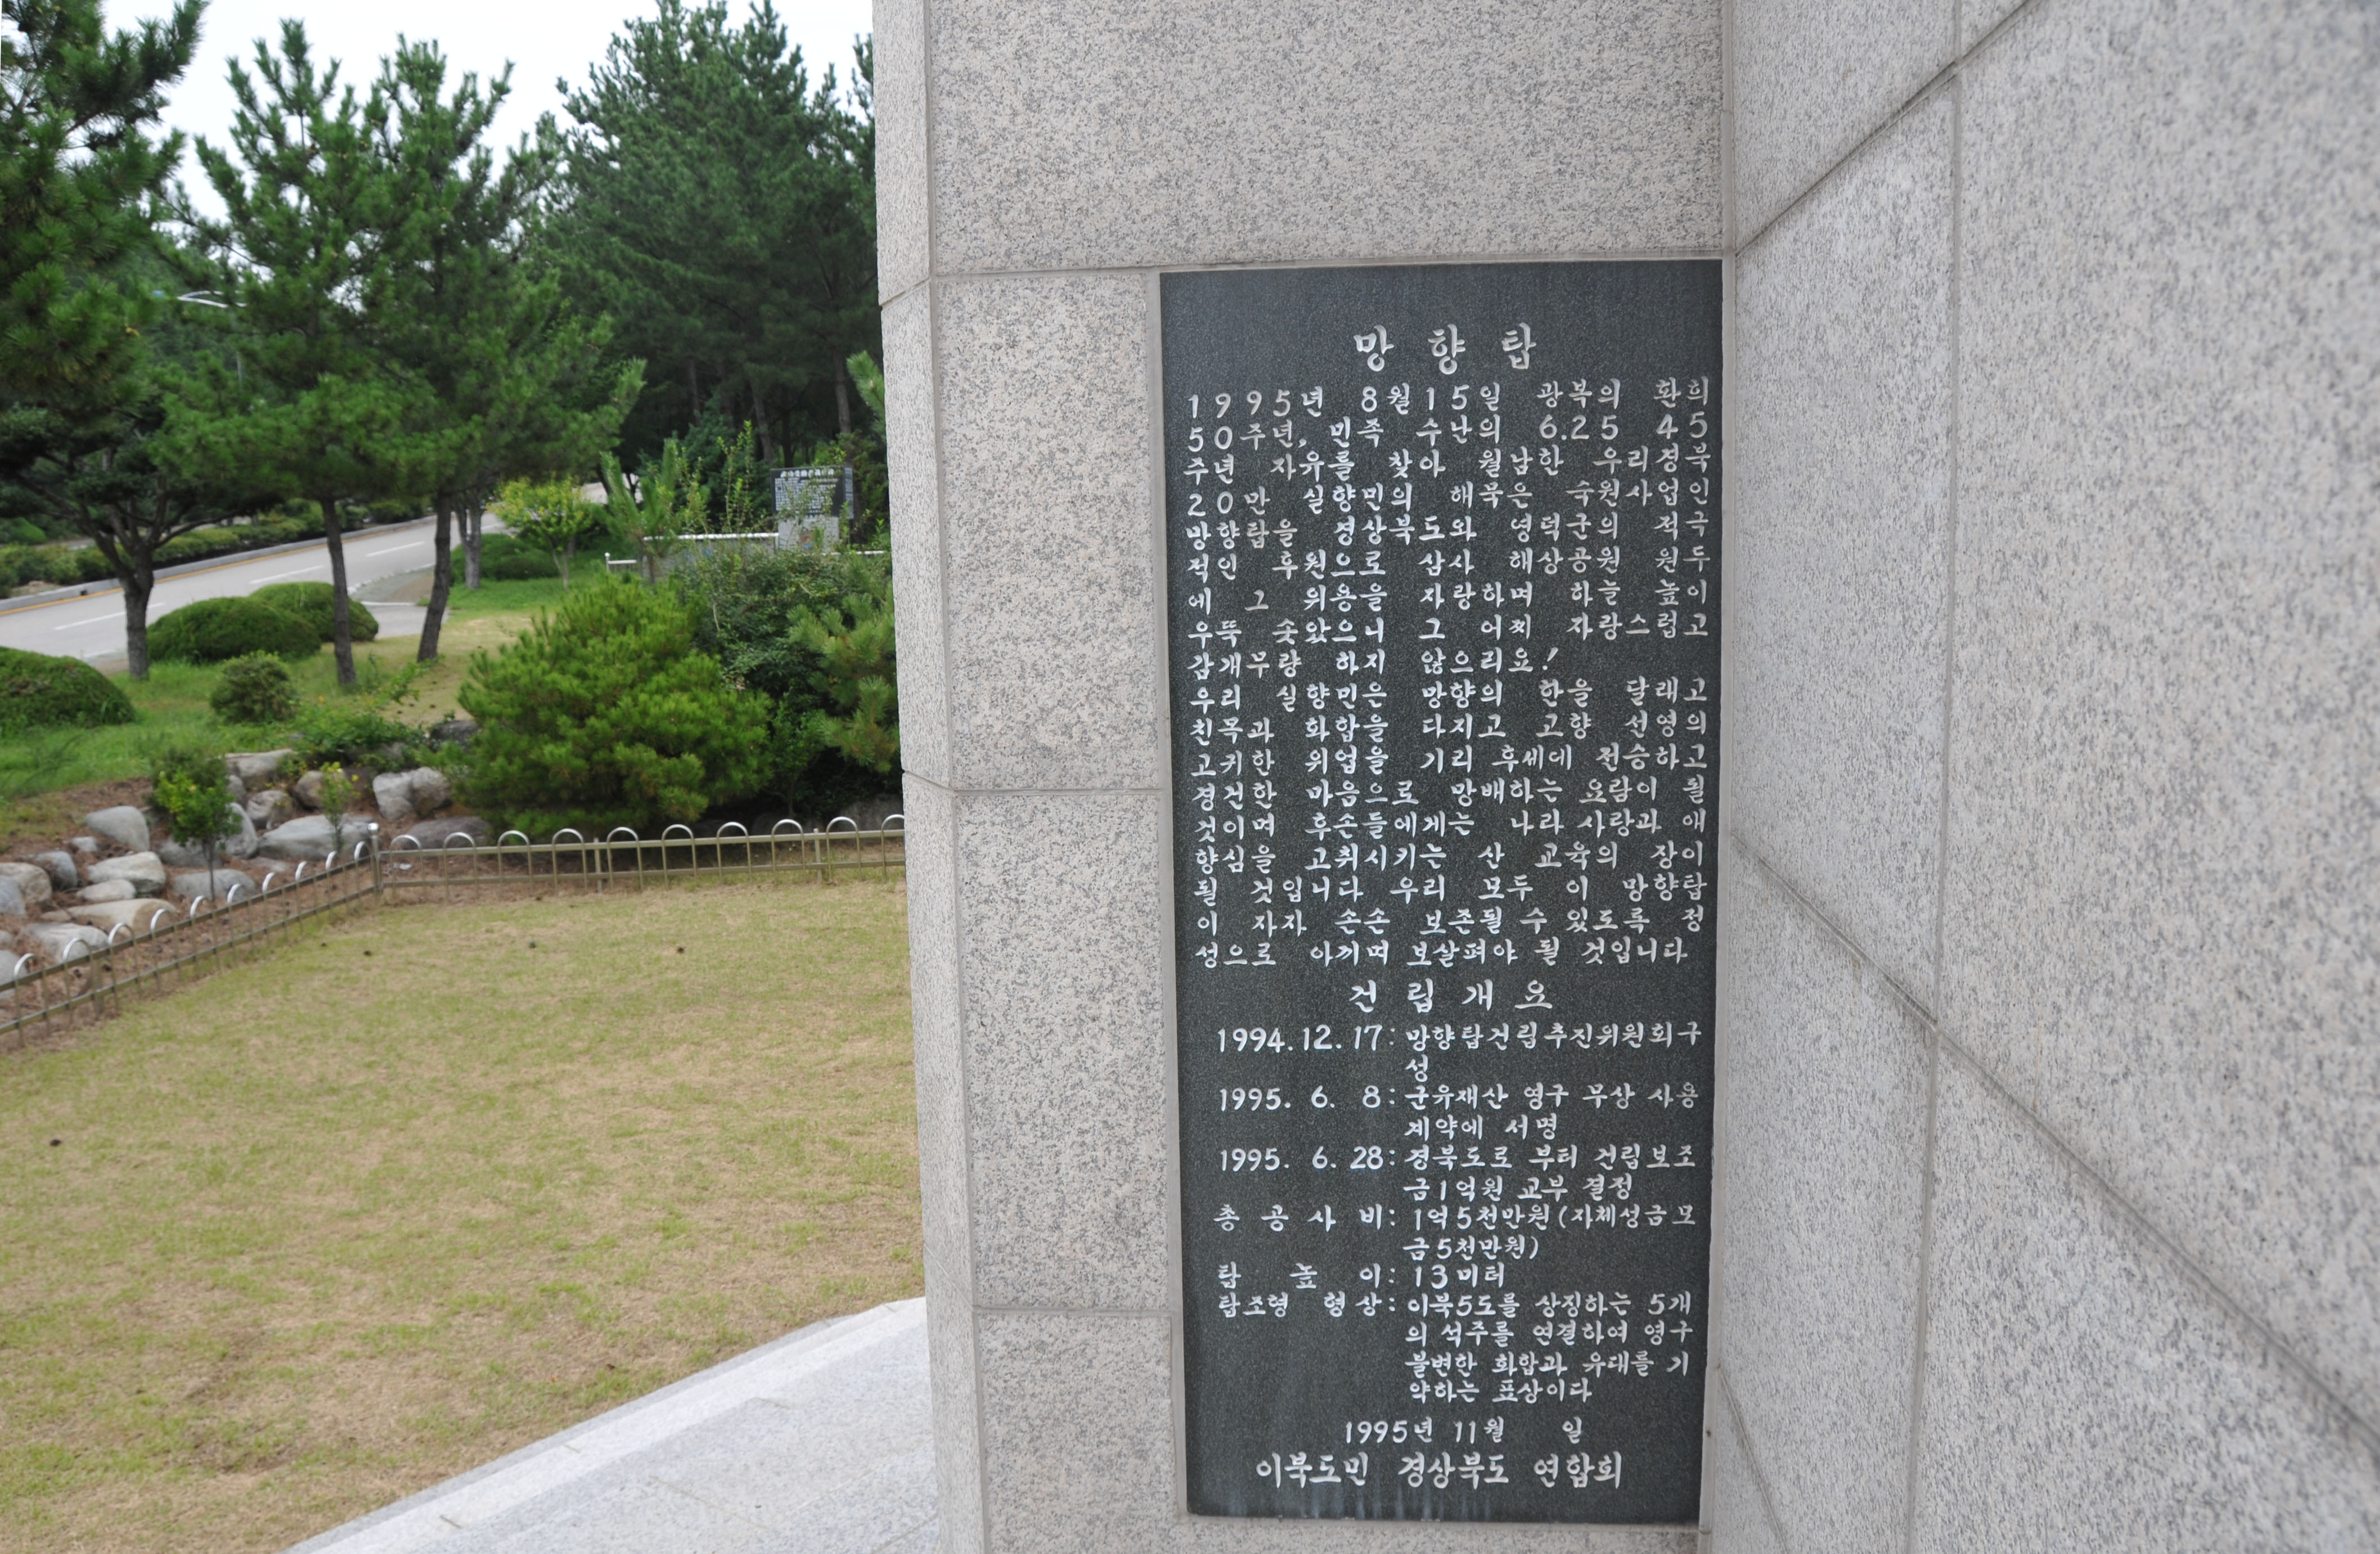 망 향 탑
1995년 8월15일 광복의 환희
50주년, 민족 수난의 6.25 45
주년 자유를 찾아 월남한 우리경북
20만 실향민의 해묵은 숙원사업인
망향탑을 경상북도와 영덕군의 적극
적인 후원으로 삼사 해상공원 원두
에 그 위용을 자랑하며 하늘 높이
우뚝 솟았으니 그 어찌 자랑스럽고
감개무량 하지 않으리요!
우리 실향민은 망향의 한을 달래고
친목과 화합을 다지고 고향 선영의
고귀한 위업을 기리 후세대 전승하고
경건한 마음으로 망배하는 요람이 될
것이며 후손들에게는 나라 사랑과 애
향심을 고취시키는 산 교육의 장이
될 것입니다 우리 모두 이 망향탑
이 자자 손손 보존될 수 있도록 정
성으로 아끼며 보살펴야 될 것입니다
건 립 개 요
1994. 12. 17: 망향탑건립추진위원회구
성
1995. 6. 8: 군유재산 영구 무상 사용
계약에 서명
1995. 6. 28: 경북도로 부터 건립보조
금1억원 교부 결정
총 공 사 비: 1억5천만원(자체성금모
금5천만원)
탑 높 이: 13미터
탑조형 형상: 이북5도를 상징하는 5개
의 석주를 연결하여 영구
불변한 화합과 유대를 기
약하는 표상이다
1995년 11월 일
이북도민 경상북도 연합회